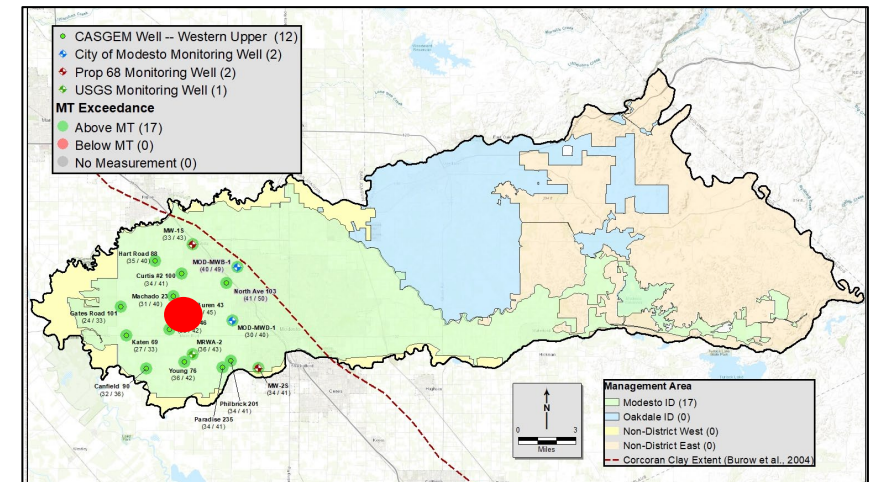 CASGEM Well -- Western Upper (12)
City of Modesto Monitoring Well (2)
Prop 68 Monitoring Well (2)
USGS Monitoring Well (1)
MT Exceedance
Above MT (17)
Below MT (0)
No Measurement (0)
MW-1S
(33 / 43)
Hart Road 88
(35 / 40)
MOD-MWB-1
(40 / 49)
Curtis #2 100
(34 / 41)
North Ave 103
(41 / 50)
Machado 23
(31 / 40)
Gates Road 101
(24 / 33)
MOD-MWD-1
(30 / 40)
Katen 69
(27 / 33)
MRWA-2
(36 / 43)
Young 76
(36 / 42)
Canfield 90
(32 / 36)
MW-2S
(34 / 41)
Philbrick 201
(34 / 41)
Paradise 235
(34 / 41)
N
0 3
Miles
Management Area
Modesto ID (17)
Oakdale ID (0)
Non-District West (0)
Non-District East (0)
Corcoran Clay Extent (Burow et al., 2004)